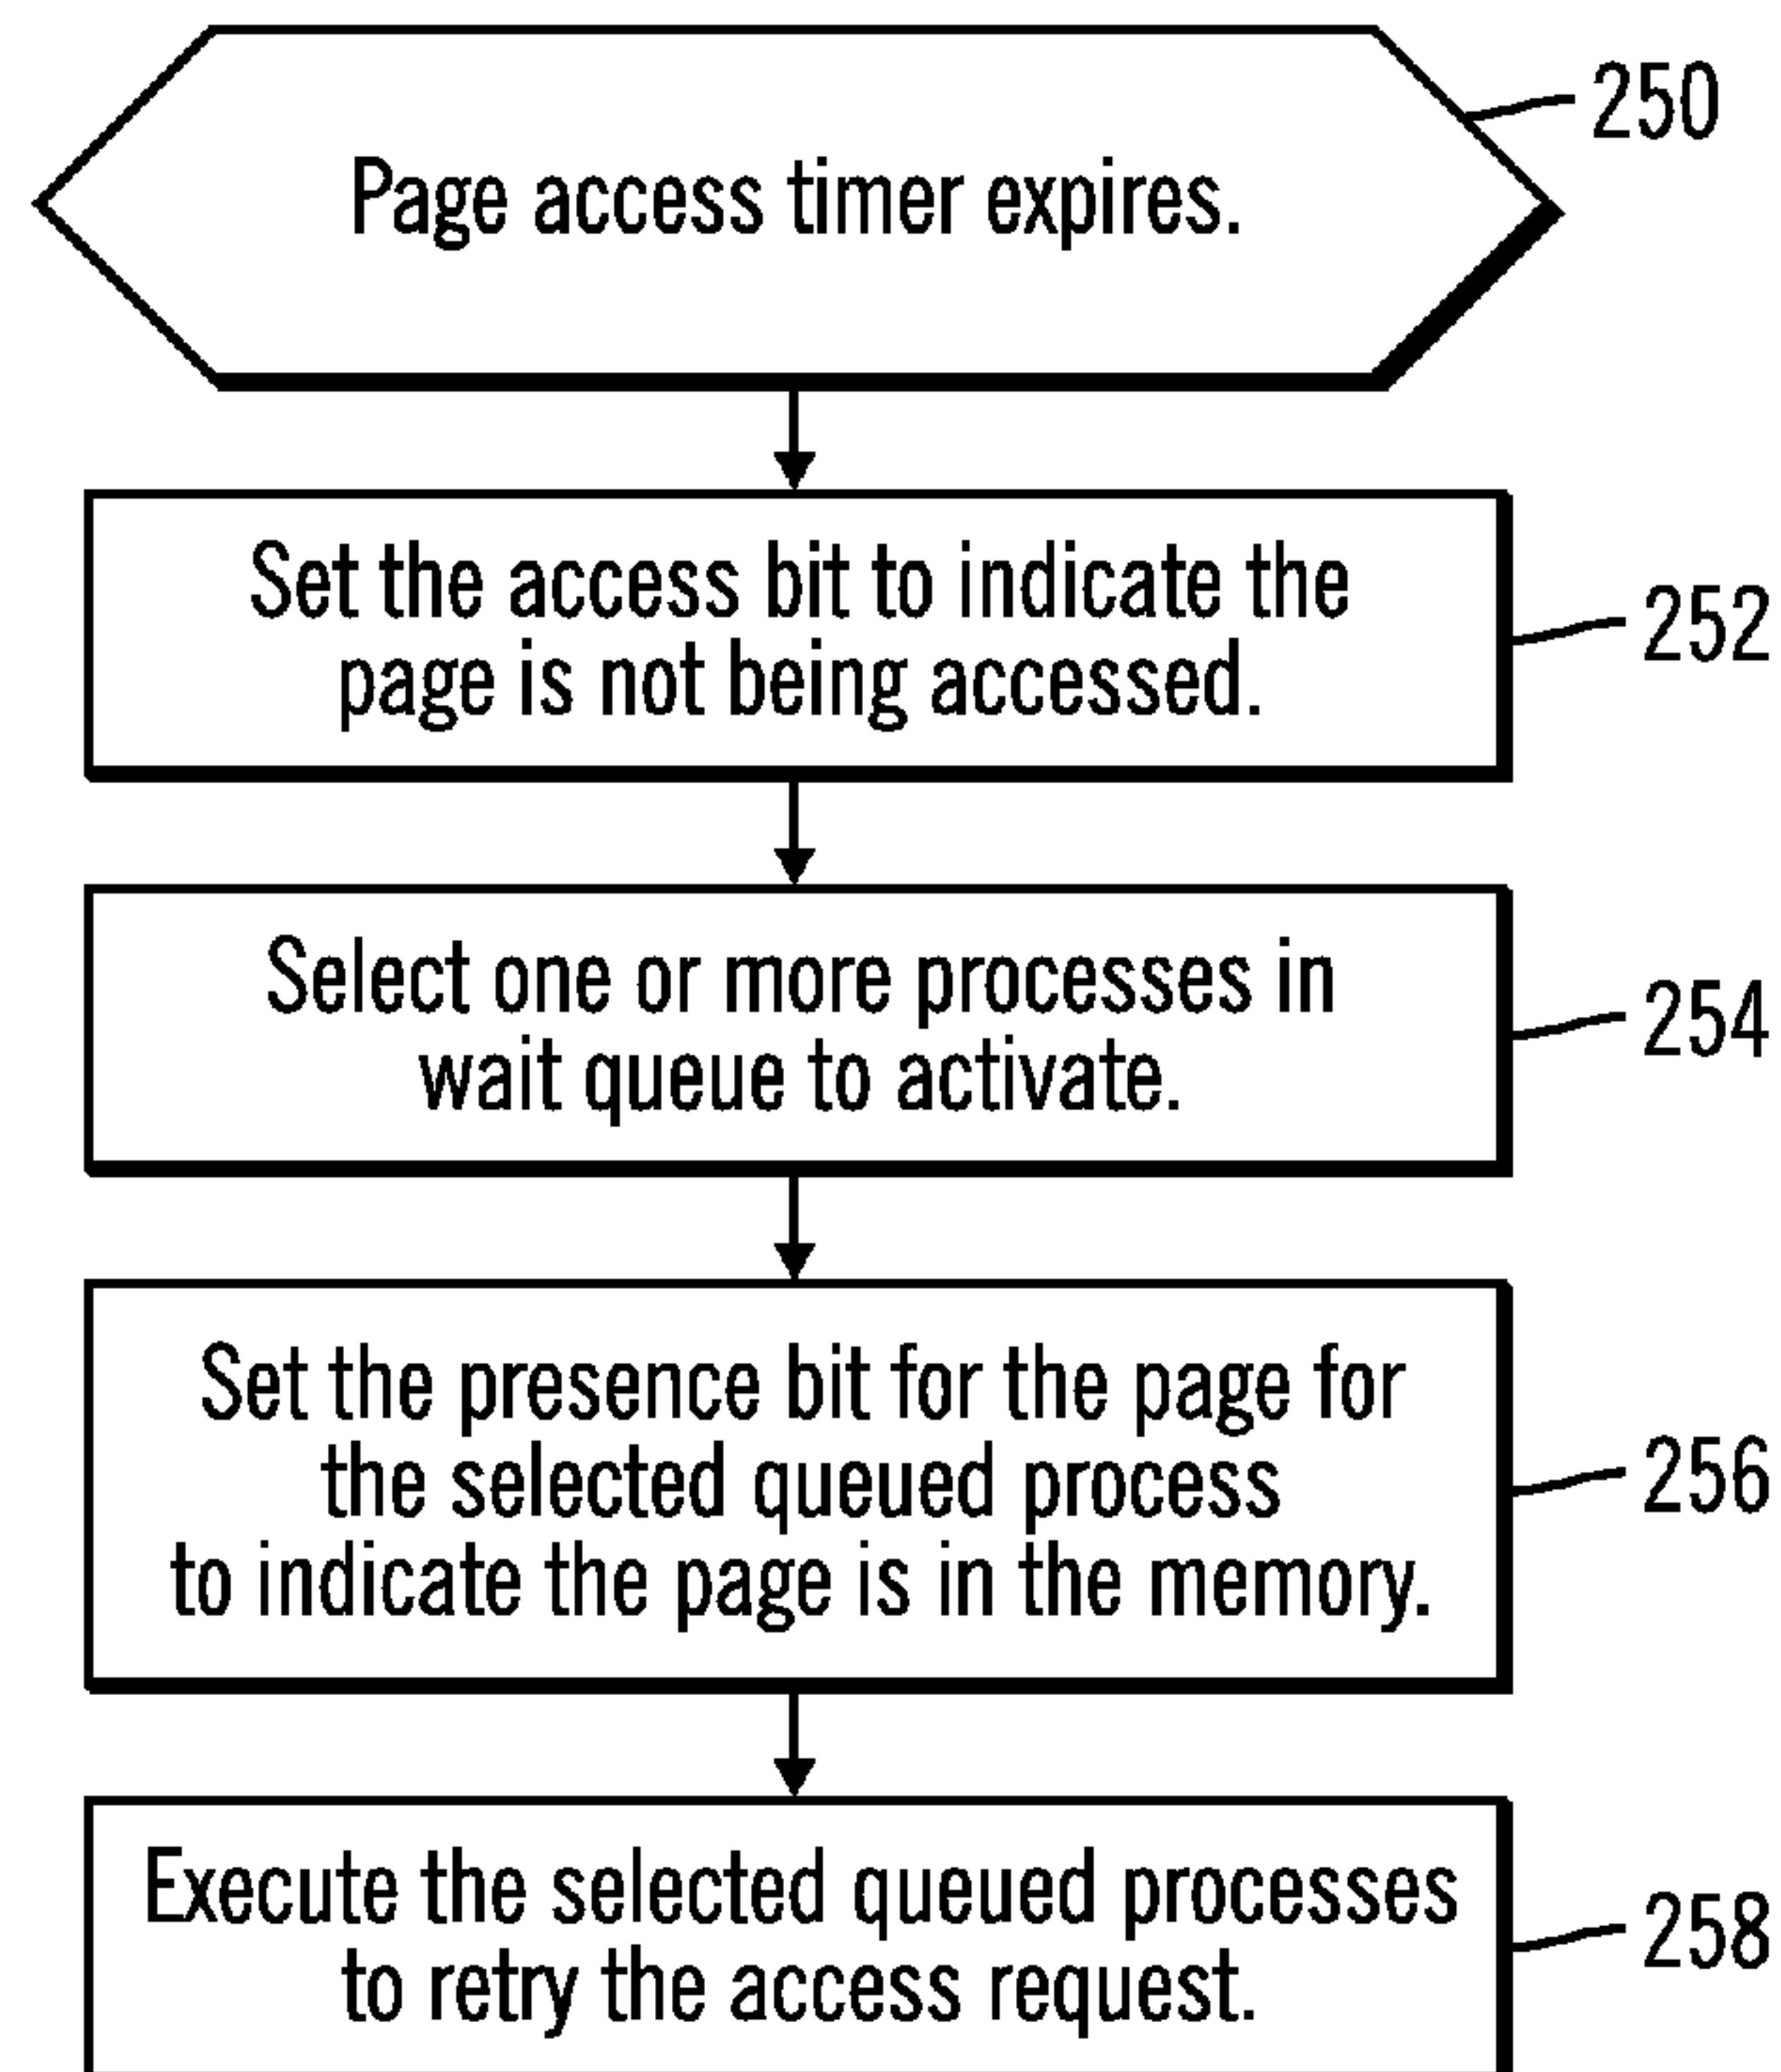 Page access timer expires.
250
Set the access bit to indicate the
page is not being accessed.
252
Select one or more processes in
wait queue to activate.
254
Set the presence bit for the page for
the selected queued process
to indicate the page is in the memory.
256
Execute the selected queued processes
to retry the access request.
258